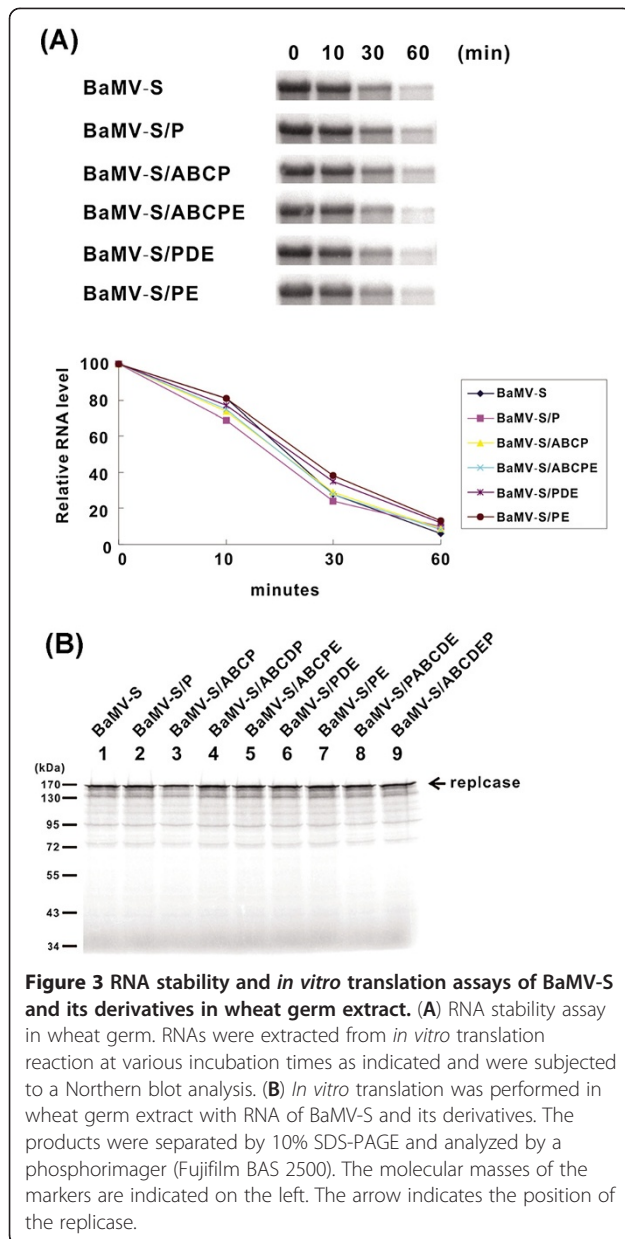 (A)
0 10 30 60 (min)
BaMV-S
BaMV-S/P
BaMV-S/ABCP
BaMV-S/ABCPE
BaMV-S/PDE
BaMV-S/PE
Relative RNA level
100
80
60
40
20
0
0 10 30 60
minutes
BaMV-S
BaMV-S/P
BaMV-S/ABCP
BaMV-S/ABCPE
BaMV-S/PDE
BaMV-S/PE
(B)
BaMV-S
BaMV-S/P
BaMV-S/ABCP
BaMV-S/ABCDP
BaMV-S/ABCPE
BaMV-S/PDE
BaMV-S/PE
BaMV-S/PABCDE
BaMV-S/ABCDEP
1 2 3 4 5 6 7 8 9
(kDa)
170
130
95
72
55
43
34
replcase
Figure 3 RNA stability and in vitro translation assays of BaMV-S
and its derivatives in wheat germ extract. (A) RNA stability assay
in wheat germ. RNAs were extracted from in vitro translation
reaction at various incubation times as indicated and were subjected
to a Northern blot analysis. (B) In vitro translation was performed in
wheat germ extract with RNA of BaMV-S and its derivatives. The
products were separated by 10% SDS-PAGE and analyzed by a
phosphorimager (Fujifilm BAS 2500). The molecular masses of the
markers are indicated on the left. The arrow indicates the position of
the replicase.